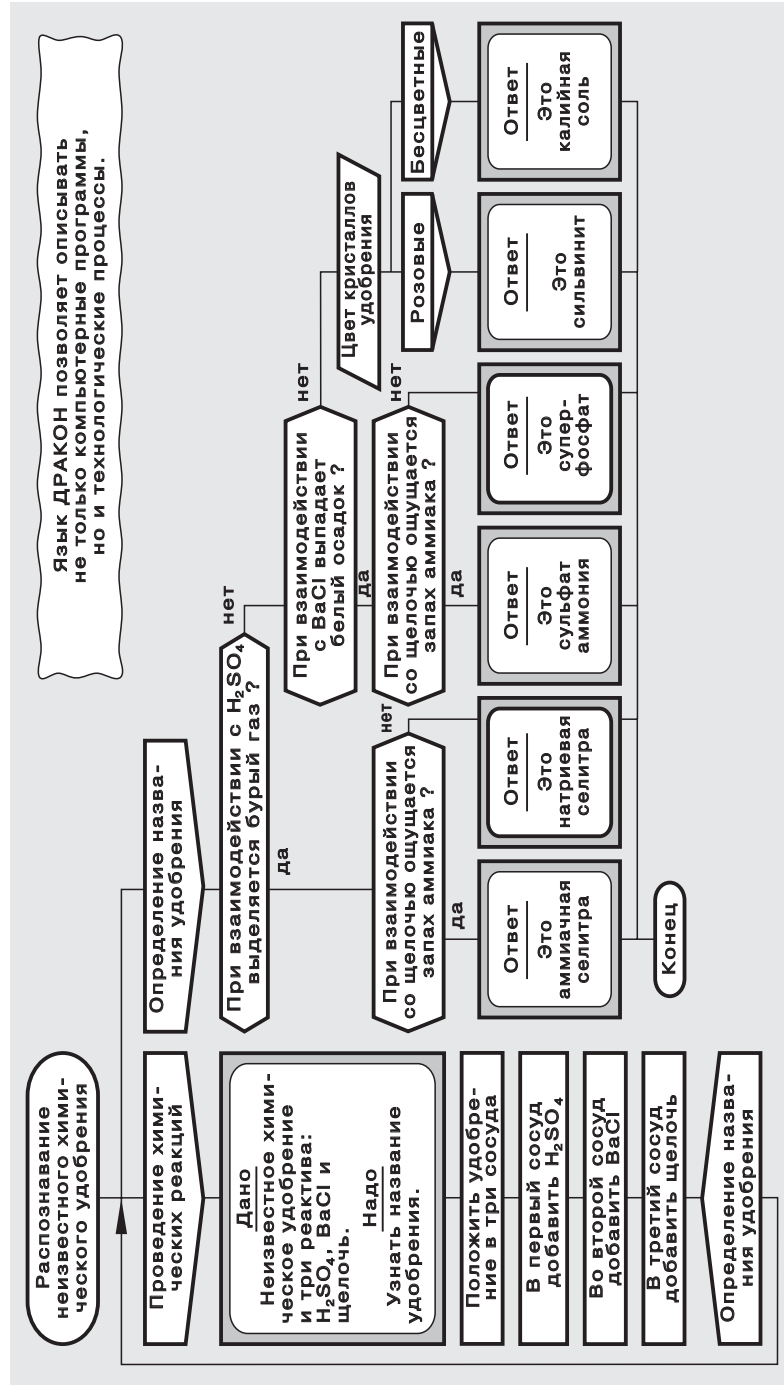 Распознавание
неизвестного хими-
ческого удобрения
Язык ДРАКОН позволяет описывать
не только компьютерные программы,
но и технологические процессы.
Проведение хими-
ческих реакций
Дано
Неизвестное хими-
ческое удобрение
и три реактива:
H₂SO₄, BaCl и
щелочь.
Надо
Узнать название
удобрения.
Положить удобре-
ние в три сосуда
В первый сосуд
добавить H₂SO₄
Во второй сосуд
добавить BaCl
В третий сосуд
добавить щелочь
Определение назва-
ния удобрения
Определение назва-
ния удобрения
При взаимодействии с H₂SO₄
выделяется бурый газ ?
да
нет
При взаимодействии
со щелочью ощущается
запах аммиака ?
да
нет
Ответ
Это
аммиачная
селитра
Ответ
Это
натриевая
селитра
При взаимодействии
с BaCl выпадает
белый осадок ?
да
нет
При взаимодействии
со щелочью ощущается
запах аммиака ?
да
нет
Ответ
Это
сульфат
аммония
Ответ
Это
супер-
фосфат
Цвет кристаллов
удобрения
Розовые
Бесцветные
Ответ
Это
сильвинит
Ответ
Это
калийная
соль
Конец